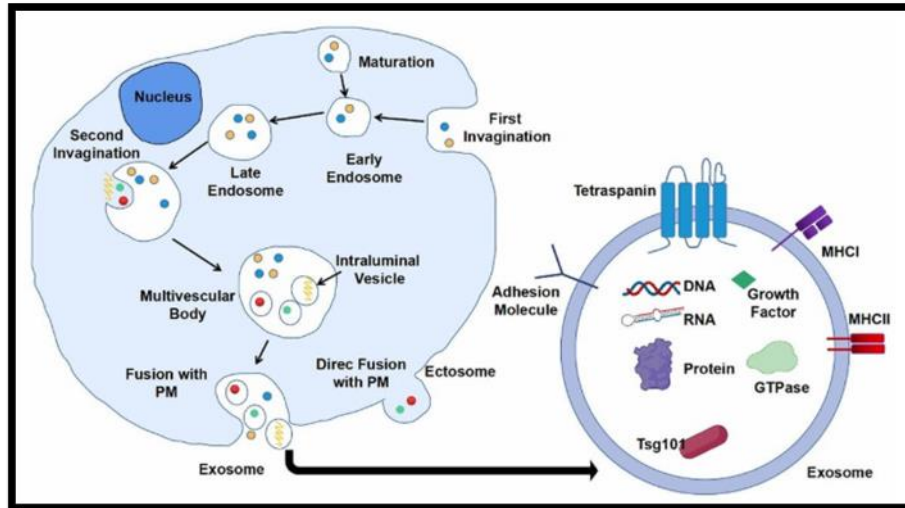 Maturation
Nucleus
First
Invagination
Second
Invagination
Late
Endosome
Early
Endosome
Intraluminal
Vesicle
Multivescular
Body
Fusion with
PM
Direc Fusion
with PM
Ectosome
Exosome
Tetraspanin
MHCI
Adhesion
Molecule
DNA
Growth
Factor
RNA
MHCII
Protein
GTPase
Tsg101
Exosome